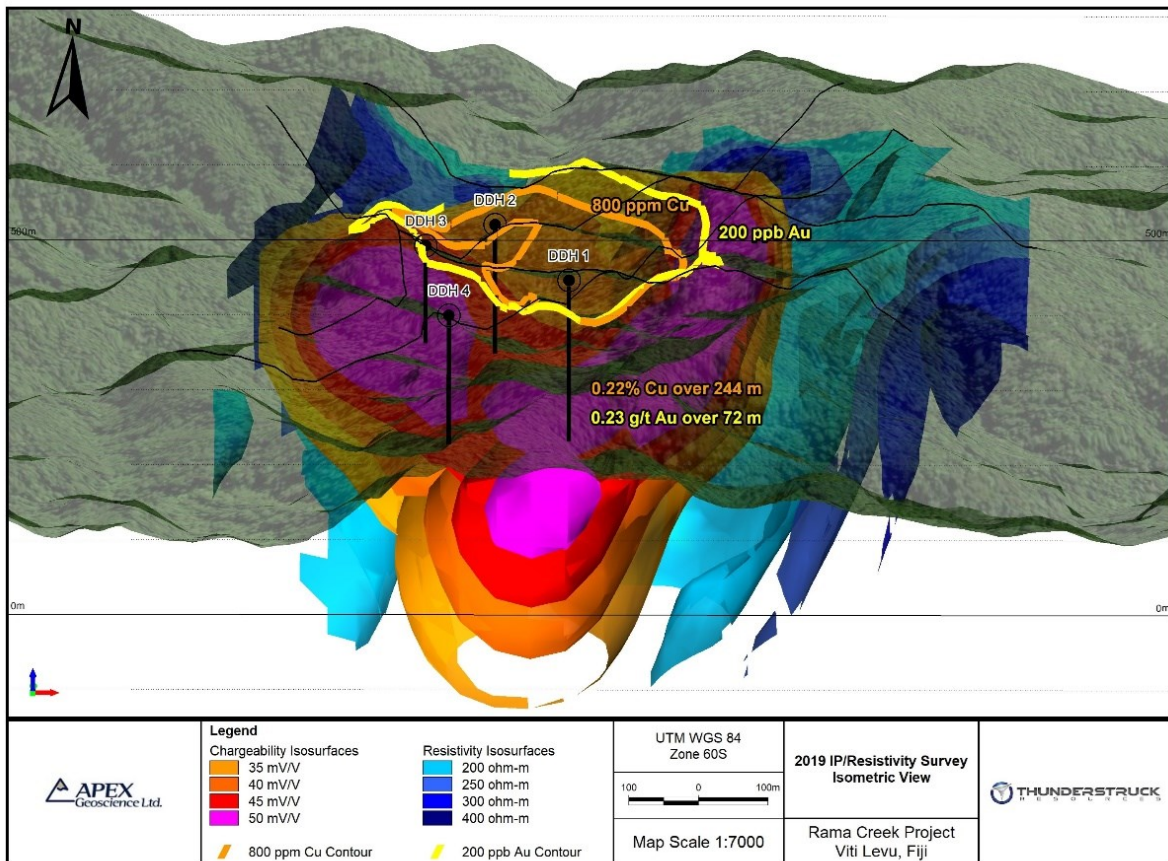 N
DDH 2
800 ppm Cu
DDH 3
200 ppb Au
500m
500m
DDH 1
DDH 4
0.22% Cu over 244 m
0.23 g/t Au over 72 m
0m
0m
APEX
Geoscience Ltd.
Legend
Chargeability Isosurfaces
35 mV/V
40 mV/V
45 mV/V
50 mV/V
800 ppm Cu Contour
Resistivity Isosurfaces
200 ohm-m
250 ohm-m
300 ohm-m
400 ohm-m
200 ppb Au Contour
UTM WGS 84
Zone 60S
100 0 100m
Map Scale 1:7000
2019 IP/Resistivity Survey
Isometric View
Rama Creek Project
Viti Levu, Fiji
THUNDERSTRUCK
RESOURCES